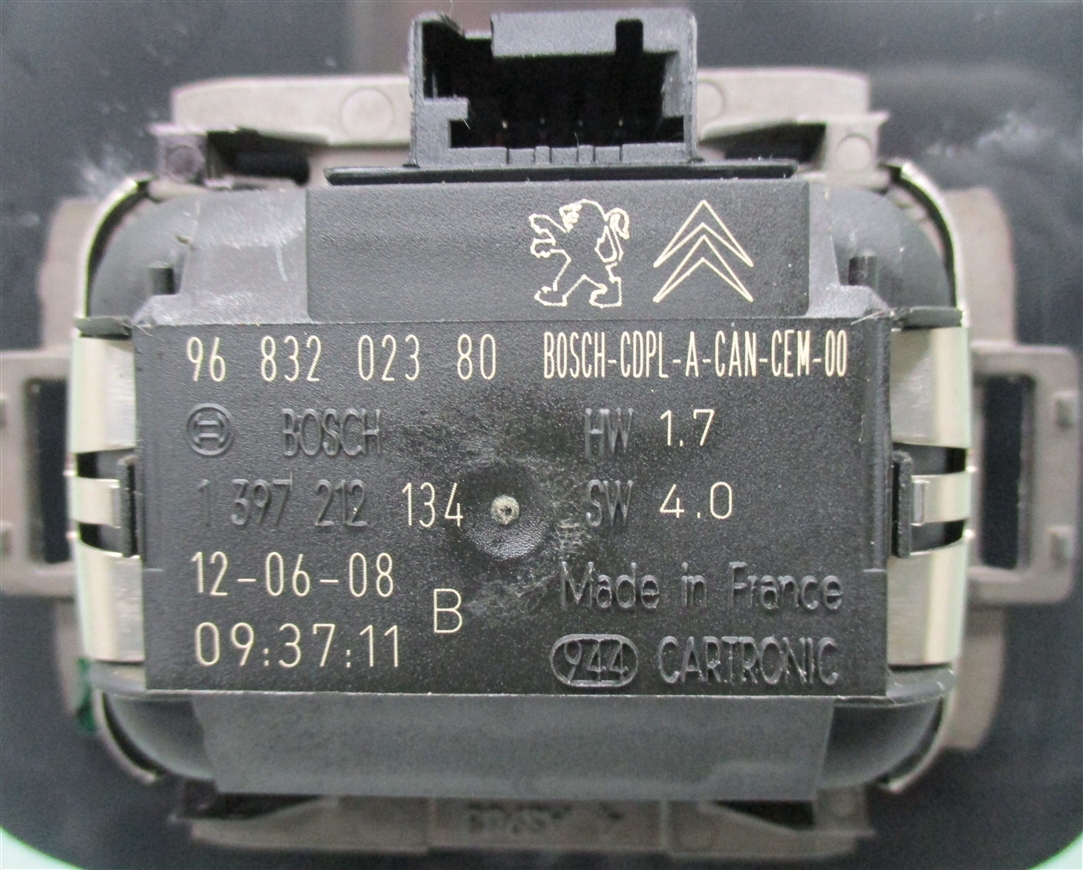 96 832 023 80 BOSCH-CDPL-A-CAN-CEM-00
BOSCH HW 1.7
1 397 212 134 SW 4.0
12-06-08 Made in France
B
09:37:11 944 CARTRONIC